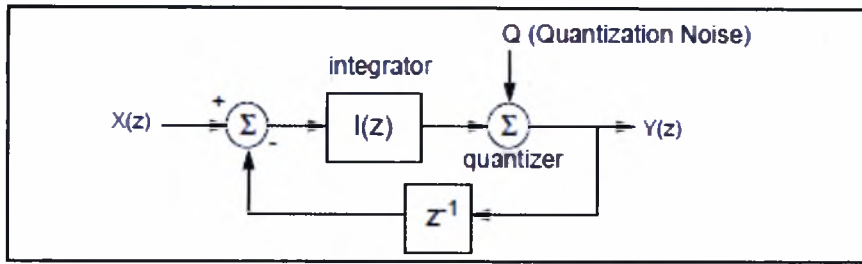 Q (Quantization Noise)
integrator
+
X(z)
Σ
-
I(z)
Σ
Y(z)
quantizer
z⁻¹